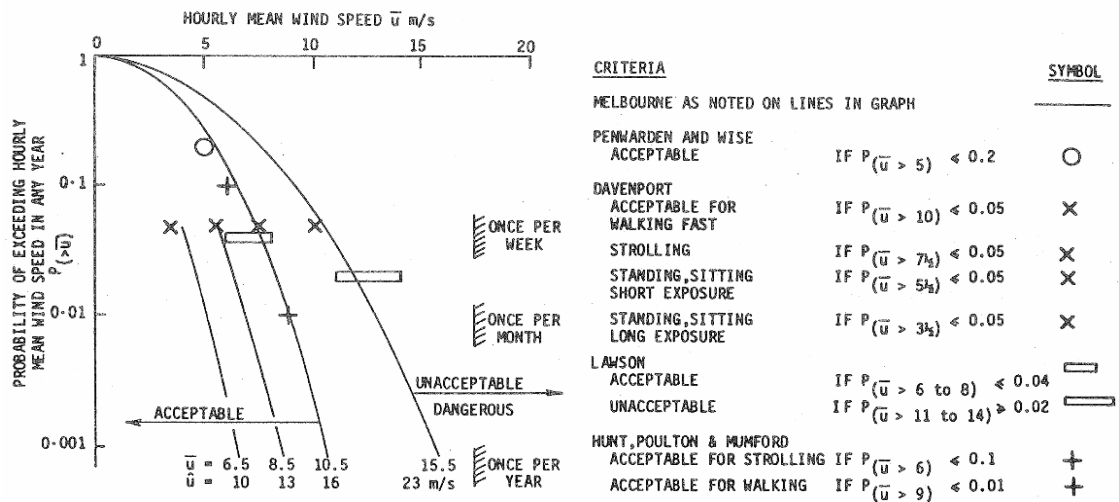 HOURLY MEAN WIND SPEED ū m/s
0 5 10 15 20
1
0·1
0·01
0·001
PROBABILITY OF EXCEEDING HOURLY
MEAN WIND SPEED IN ANY YEAR
P(>ū)
ONCE PER
WEEK
ONCE PER
MONTH
UNACCEPTABLE
DANGEROUS
ACCEPTABLE
ū = 6.5 8.5 10.5 15.5
û = 10 13 16 23 m/s
ONCE PER
YEAR
CRITERIA SYMBOL
MELBOURNE AS NOTED ON LINES IN GRAPH
PENWARDEN AND WISE
ACCEPTABLE IF P(ū > 5) ⩽ 0.2
DAVENPORT
ACCEPTABLE FOR
WALKING FAST IF P(ū > 10) ⩽ 0.05
STROLLING IF P(ū > 7½) ⩽ 0.05
STANDING,SITTING
SHORT EXPOSURE IF P(ū > 5½) ⩽ 0.05
STANDING,SITTING
LONG EXPOSURE IF P(ū > 3½) ⩽ 0.05
LAWSON
ACCEPTABLE IF P(ū > 6 to 8) ⩽ 0.04
UNACCEPTABLE IF P(ū > 11 to 14) ⩾ 0.02
HUNT,POULTON & MUMFORD
ACCEPTABLE FOR STROLLING IF P(ū > 6) ⩽ 0.1
ACCEPTABLE FOR WALKING IF P(ū > 9) ⩽ 0.01